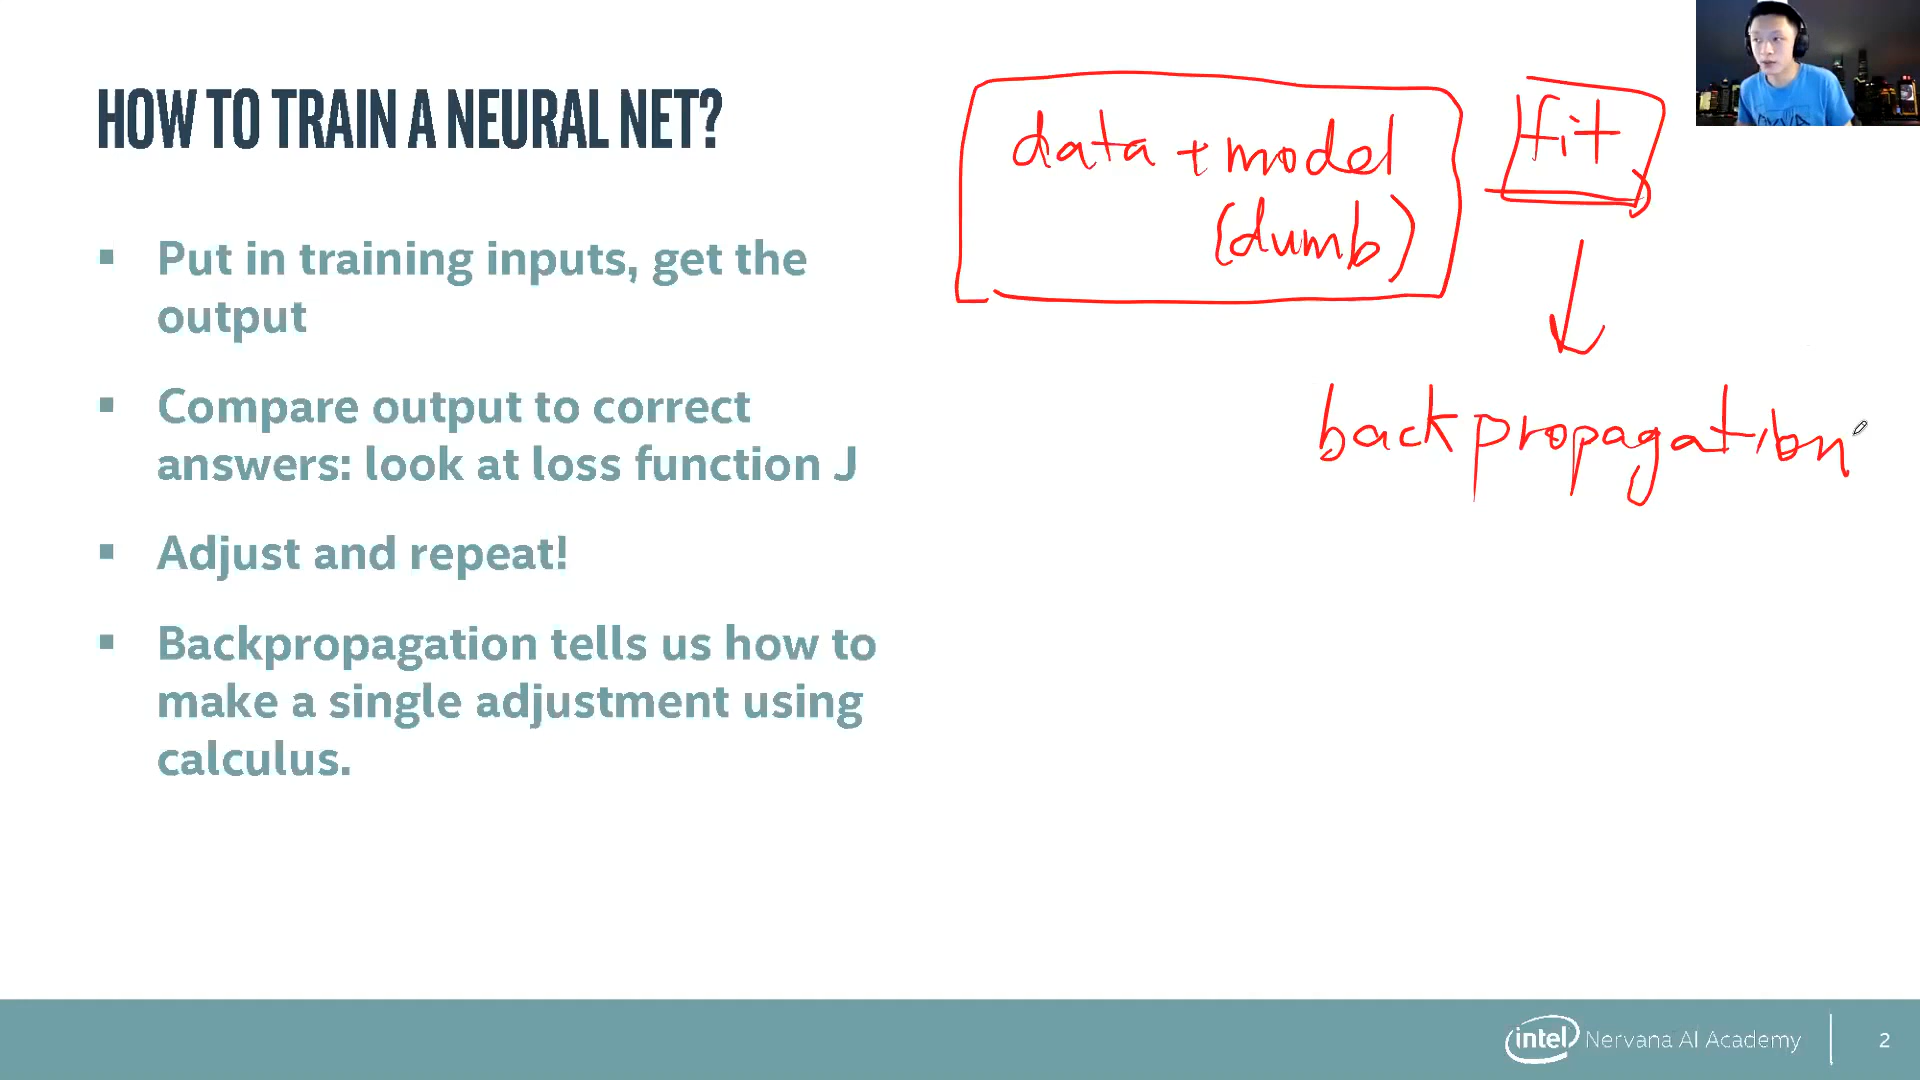 HOW TO TRAIN A NEURAL NET?
▪ Put in training inputs, get the
output
▪ Compare output to correct
answers: look at loss function J
▪ Adjust and repeat!
▪ Backpropagation tells us how to
make a single adjustment using
calculus.
data + model
(dumb)
fit
backpropagation
intel Nervana AI Academy
2